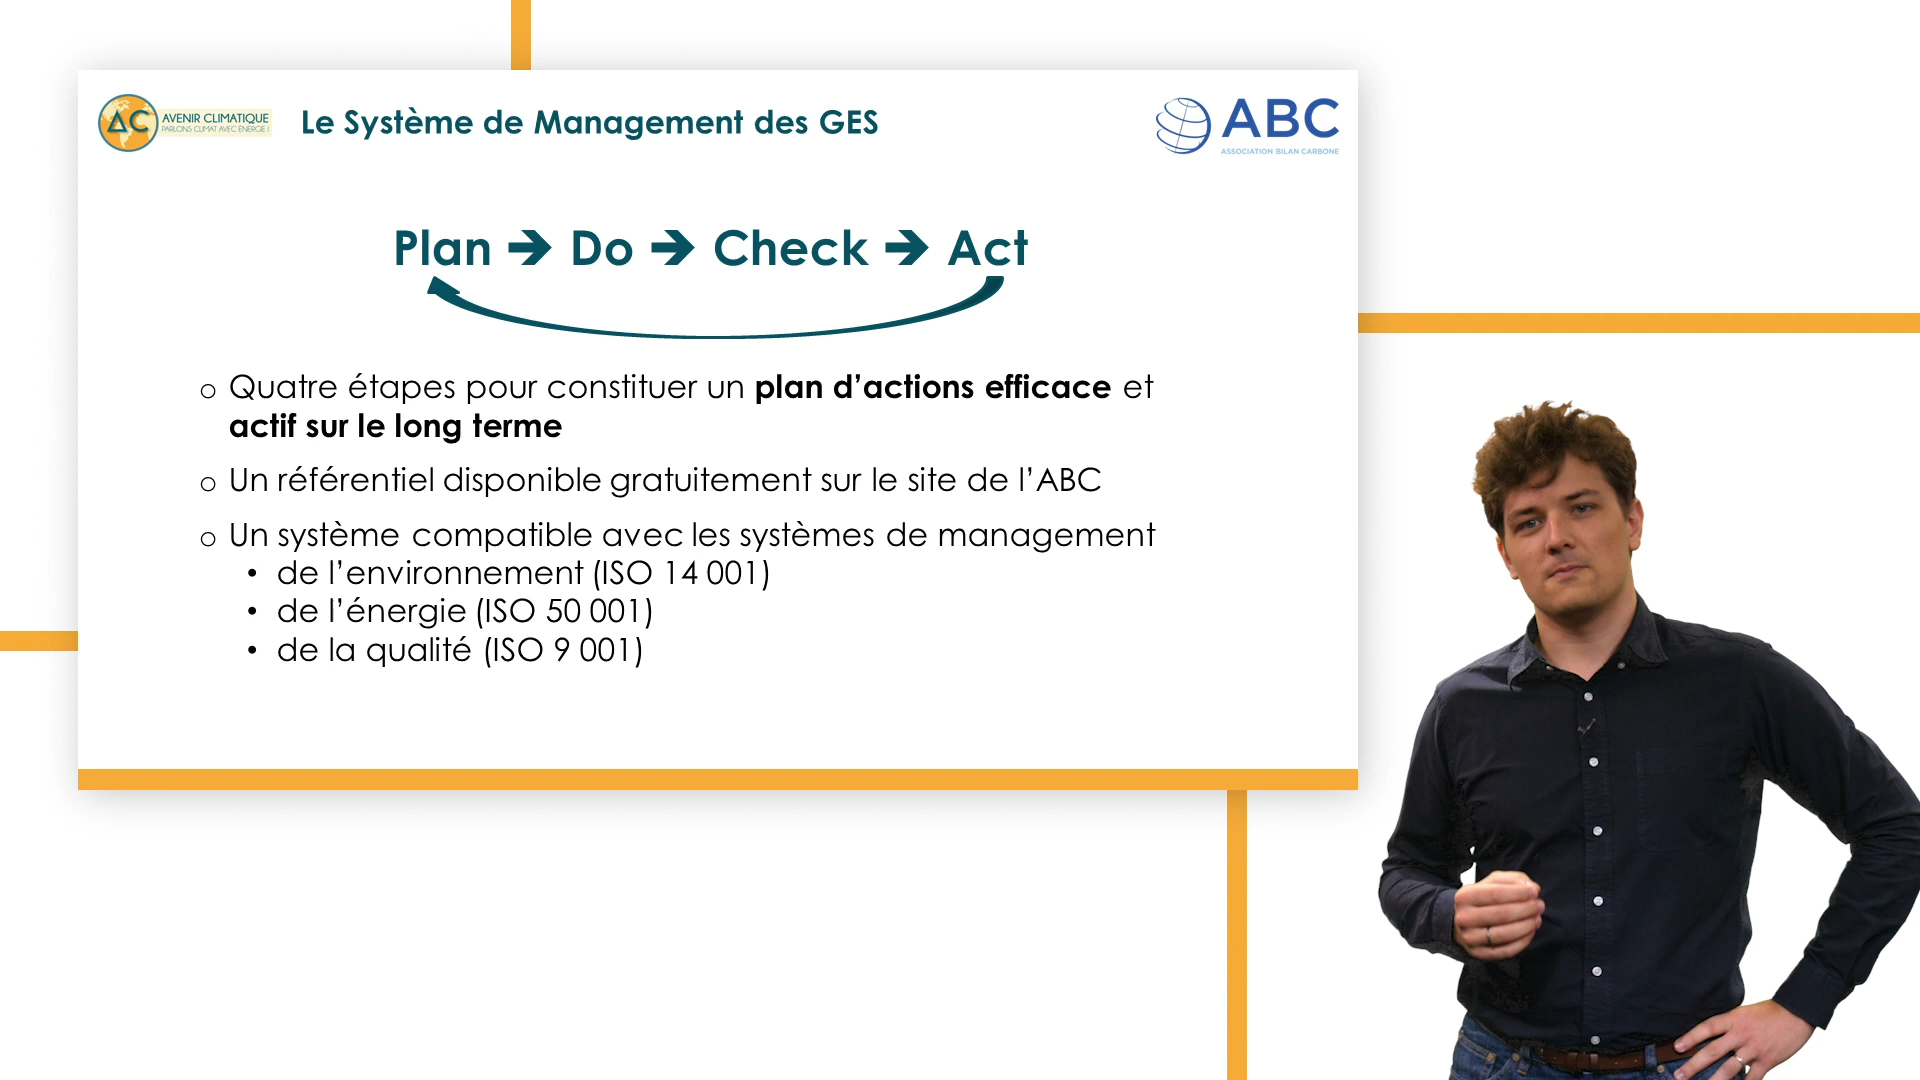 AC
AVENIR CLIMATIQUE
PARLONS CLIMAT AVEC ÉNERGIE !
Le Système de Management des GES
ABC
ASSOCIATION BILAN CARBONE
Plan ➔ Do ➔ Check ➔ Act
o Quatre étapes pour constituer un plan d’actions efficace et
actif sur le long terme
o Un référentiel disponible gratuitement sur le site de l’ABC
o Un système compatible avec les systèmes de management
• de l’environnement (ISO 14 001)
• de l’énergie (ISO 50 001)
• de la qualité (ISO 9 001)